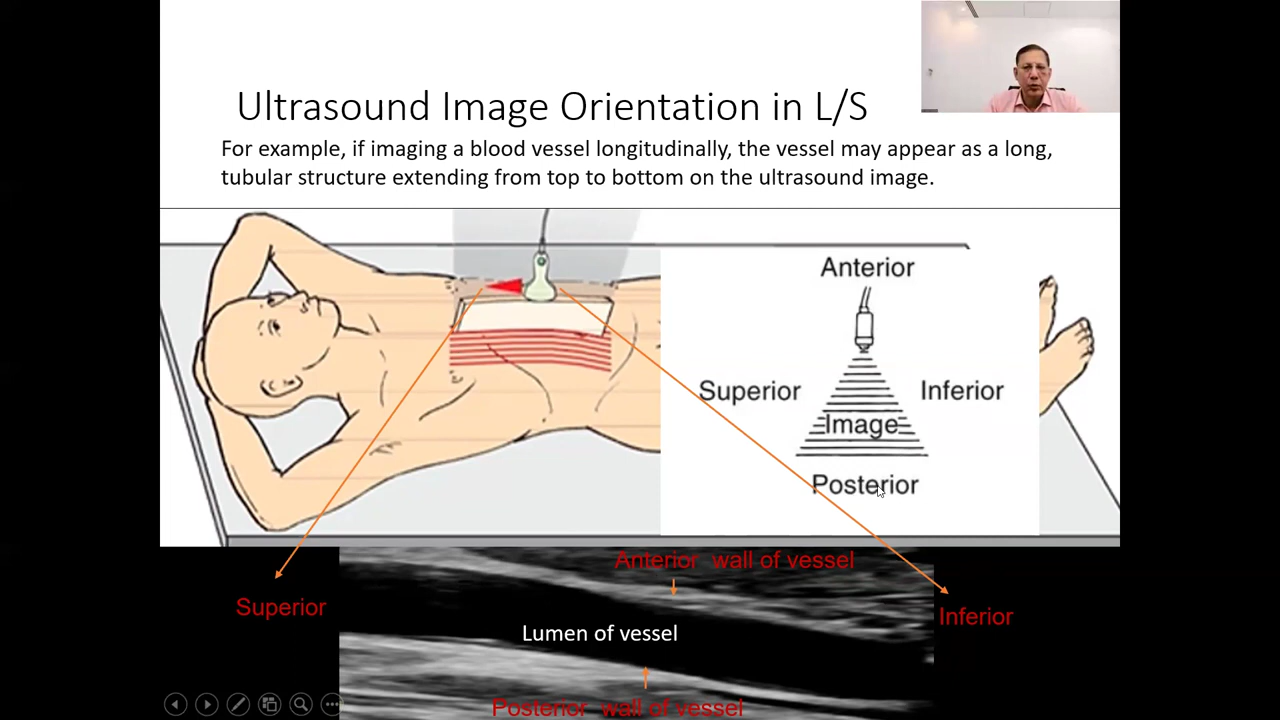 Ultrasound Image Orientation in L/S
For example, if imaging a blood vessel longitudinally, the vessel may appear as a long,
tubular structure extending from top to bottom on the ultrasound image.
Anterior
Superior
Inferior
Image
Posterior
Anterior wall of vessel
Superior
Inferior
Lumen of vessel
Posterior wall of vessel